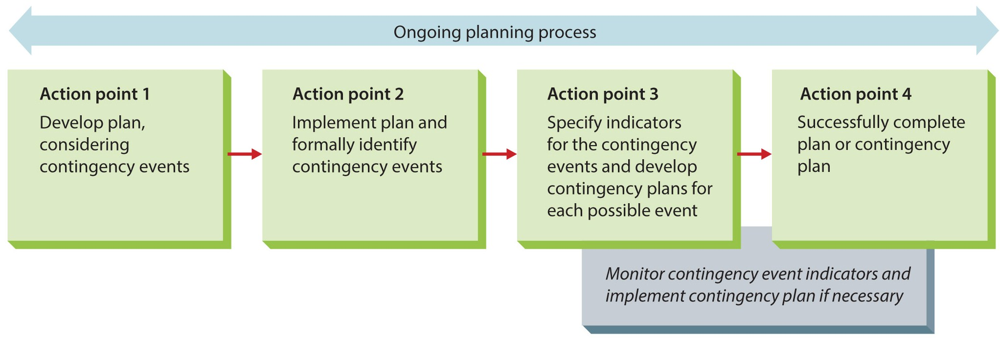 Ongoing planning process
Action point 1
Develop plan,
considering
contingency events
Action point 2
Implement plan and
formally identify
contingency events
Action point 3
Specify indicators
for the contingency
events and develop
contingency plans for
each possible event
Action point 4
Successfully complete
plan or contingency
plan
Monitor contingency event indicators and
implement contingency plan if necessary